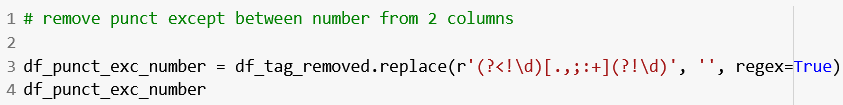 1 # remove punct except between number from 2 columns
2
3 df_punct_exc_number = df_tag_removed.replace(r'(?<!\d)[.,;:+](?!\d)', '', regex=True)
4 df_punct_exc_number